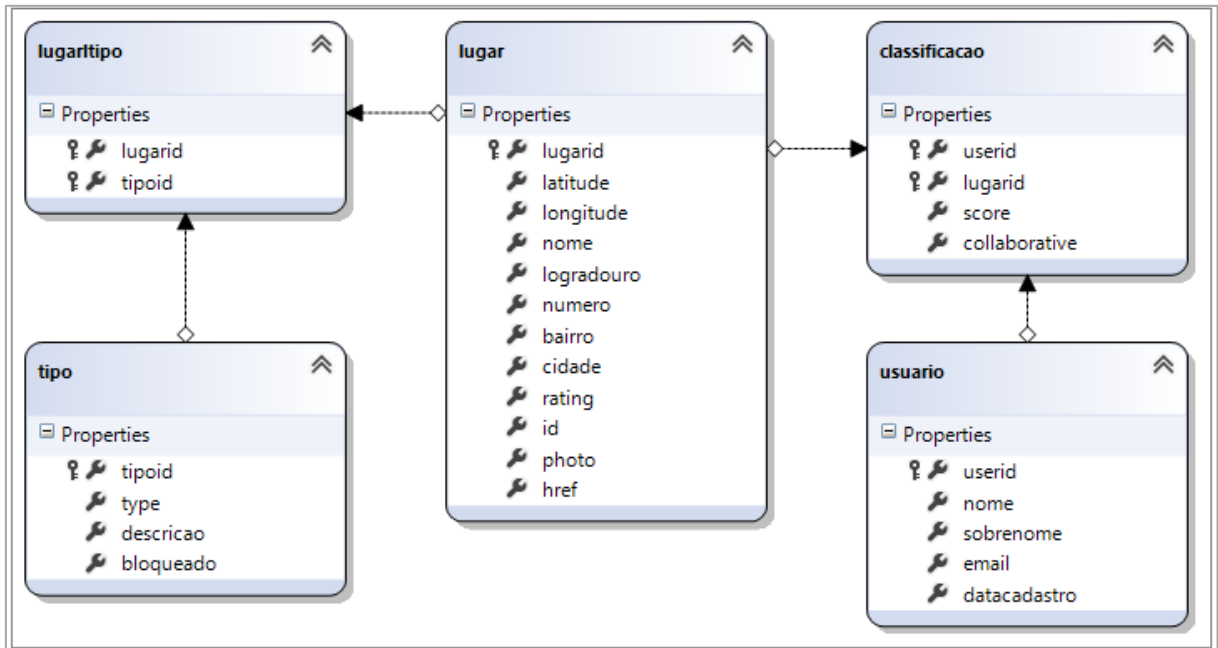 lugarltipo
Properties
lugarid
tipoid
lugar
Properties
lugarid
latitude
longitude
nome
logradouro
numero
bairro
cidade
rating
id
photo
href
classificacao
Properties
userid
lugarid
score
collaborative
tipo
Properties
tipoid
type
descricao
bloqueado
usuario
Properties
userid
nome
sobrenome
email
datacadastro